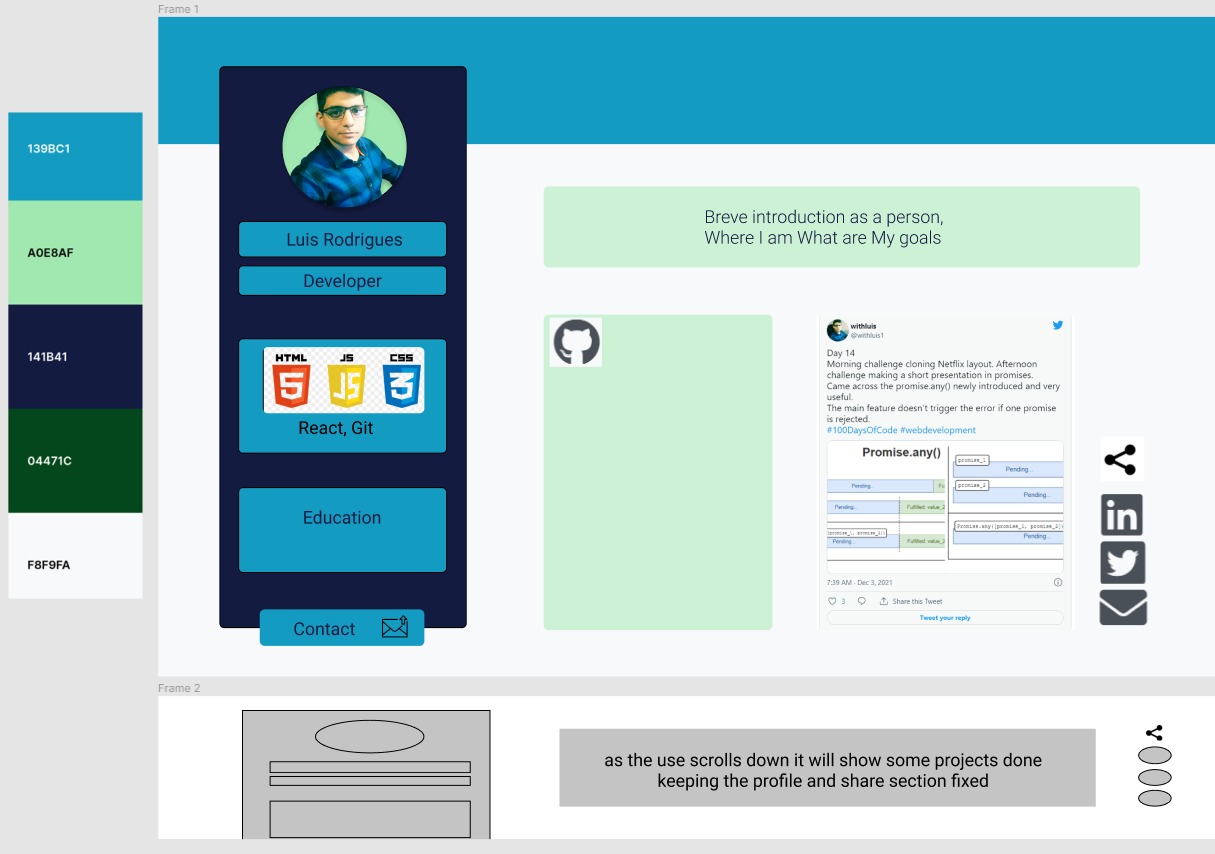 Frame 1
139BC1
A0E8AF
141B41
04471C
F8F9FA
Luis Rodrigues
Developer
HTML JS CSS
5 JS 3
React, Git
Education
Contact
Breve introduction as a person,
Where I am What are My goals
withluis
@withluis1
Day 14
Morning challenge cloning Netflix layout. Afternoon
challenge making a short presentation in promises.
Came across the promise.any() newly introduced and very
useful.
The main feature doesn't trigger the error if one promise
is rejected.
#100DaysOfCode #webdevelopment
Promise.any()
Pending...
Fu
Pending...
Fulfilled: value_2
promise_1, promise_2])
Pending
Fulfilled: value_2
promise_1
Pending...
promise_2
Pending...
Promise.any([promise_1, promise_2])
Pending...
7:39 AM · Dec 3, 2021
3
Share this Tweet
Tweet your reply
in
Frame 2
as the use scrolls down it will show some projects done
keeping the profile and share section fixed